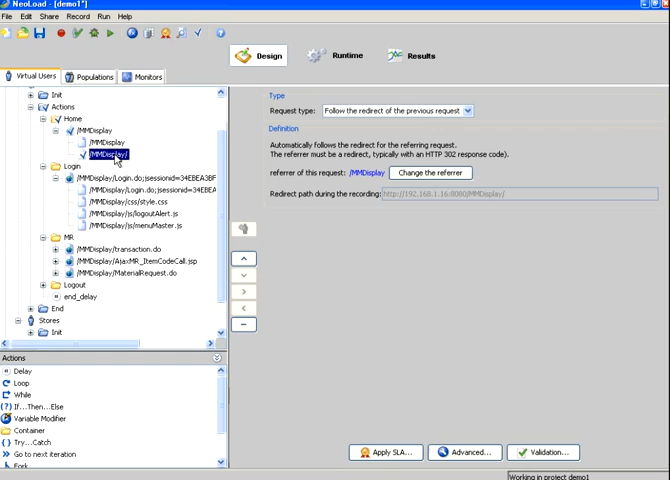 NeoLoad - [demo1*]
File Edit Share Record Run Help
Design Runtime Results
Virtual Users Populations Monitors
Init
Actions
Home
/MMDisplay
/MMDisplay
/MMDisplay/
Login
/MMDisplay/Login.do;jsessionid=34EBEA3BF
/MMDisplay/Login.do;jsessionid=34EBEA
/MMDisplay/css/style.css
/MMDisplay/js/logoutAlert.js
/MMDisplay/js/menuMaster.js
MR
/MMDisplay/transaction.do
/MMDisplay/AjaxMR_ItemCodeCall.jsp
/MMDisplay/MaterialRequest.do
Logout
end_delay
End
Stores
Init
Actions
Delay
Loop
While
If...Then...Else
Variable Modifier
Container
Try...Catch
Go to next iteration
Fork
Type
Request type: Follow the redirect of the previous request
Definition
Automatically follows the redirect for the referring request.
The referrer must be a redirect, typically with an HTTP 302 response code).
referrer of this request: /MMDisplay Change the referrer
Redirect path during the recording: http://192.168.1.16:8080/MMDisplay/
Apply SLA... Advanced... Validation...
Working in project demo1